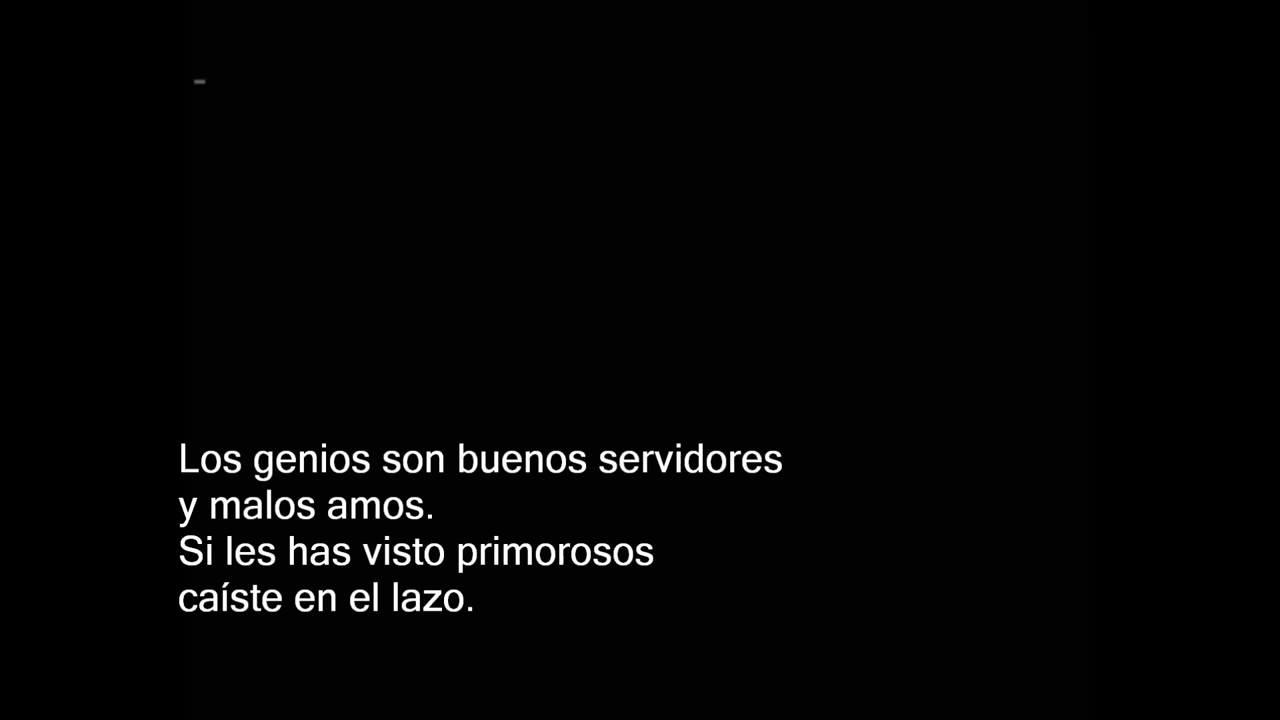 -
Los genios son buenos servidores
y malos amos.
Si les has visto primorosos
caíste en el lazo.